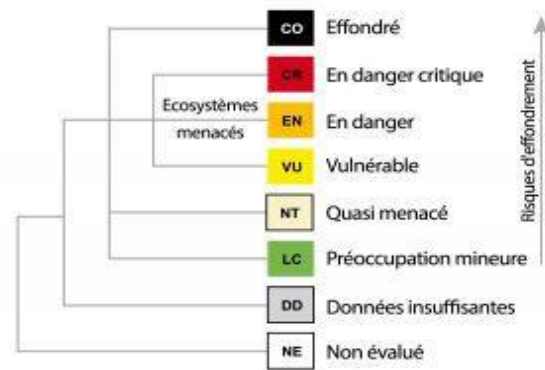 CO Effondré
CR En danger critique
Ecosystèmes
menacés
EN En danger
VU Vulnérable
NT Quasi menacé
LC Préoccupation mineure
DD Données insuffisantes
NE Non évalué
Risques d'effondrement